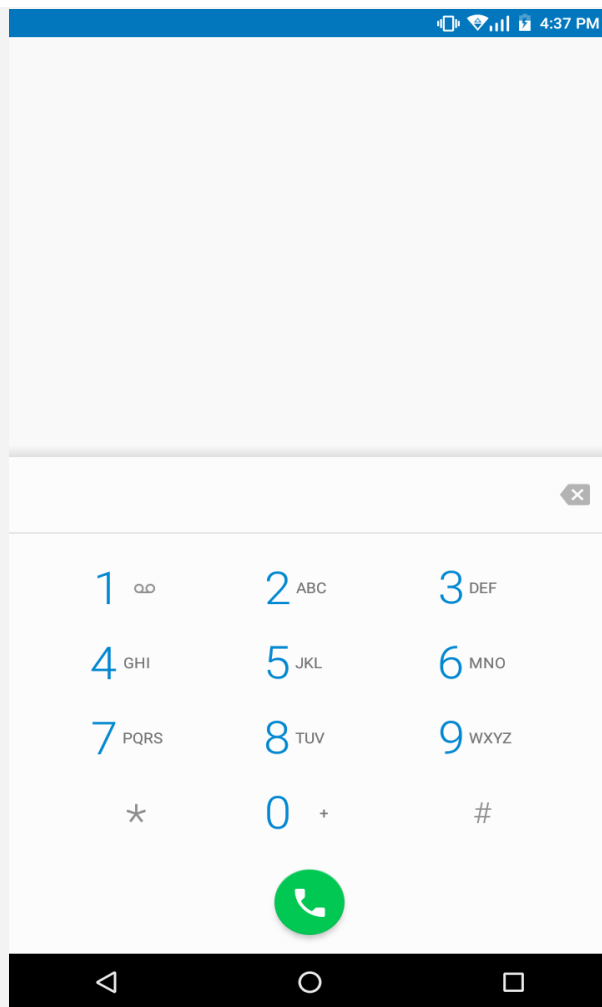 4:37 PM
1 2 ABC 3 DEF
4 GHI 5 JKL 6 MNO
7 PQRS 8 TUV 9 WXYZ
* 0 + #